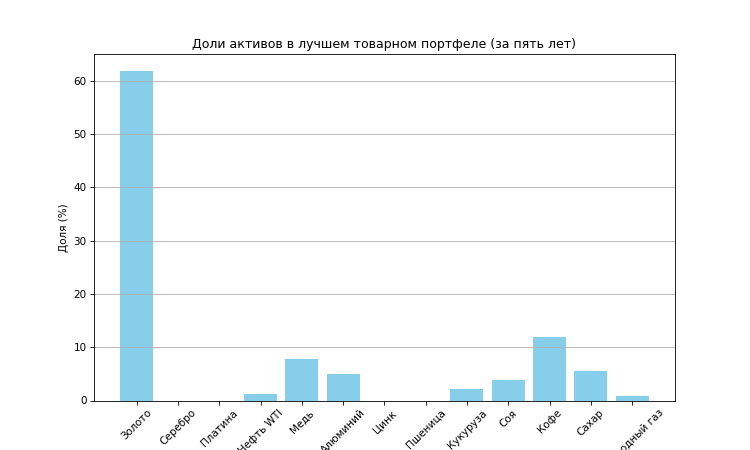 Доли активов в лучшем товарном портфеле (за пять лет)
Доля (%)
60
50
40
30
20
10
0
Золото
Серебро
Платина
Нефть WTI
Медь
Алюминий
Цинк
Пшеница
Кукуруза
Соя
Кофе
Сахар
газ